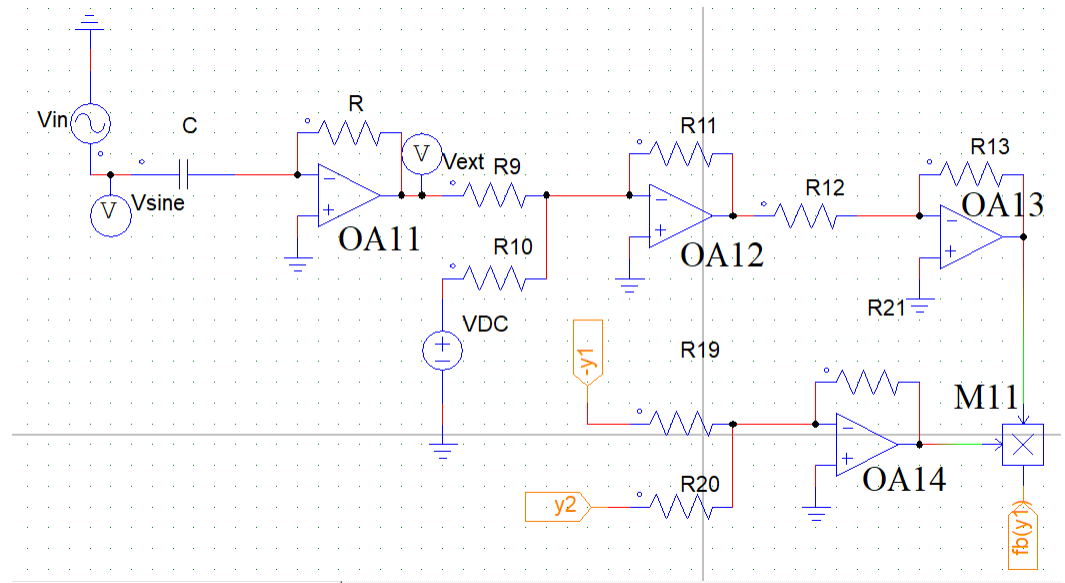 Vin
C
R
V
Vext
R9
R11
R13
Vsine
V
OA11
R10
OA12
R12
OA13
VDC
R21
-y1
R19
M11
y2
R20
OA14
fb(y1)